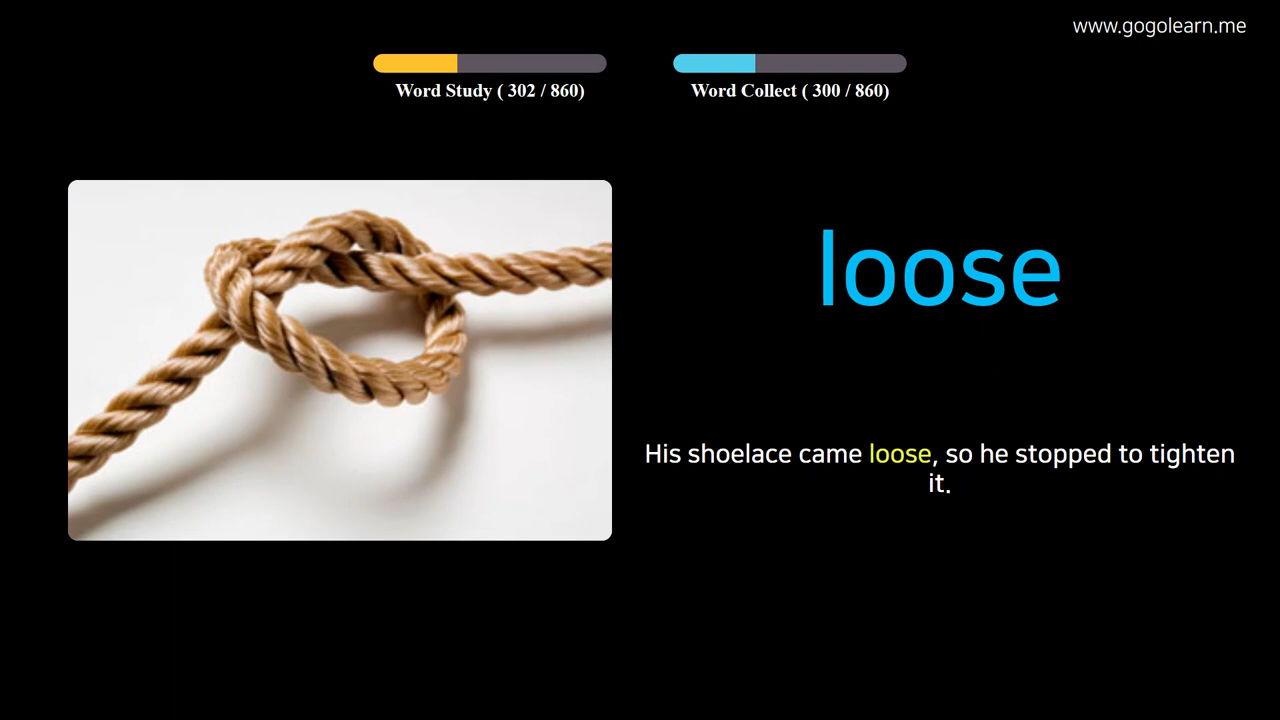 www.gogolearn.me
Word Study ( 302 / 860)
Word Collect ( 300 / 860)
loose
His shoelace came loose, so he stopped to tighten
it.